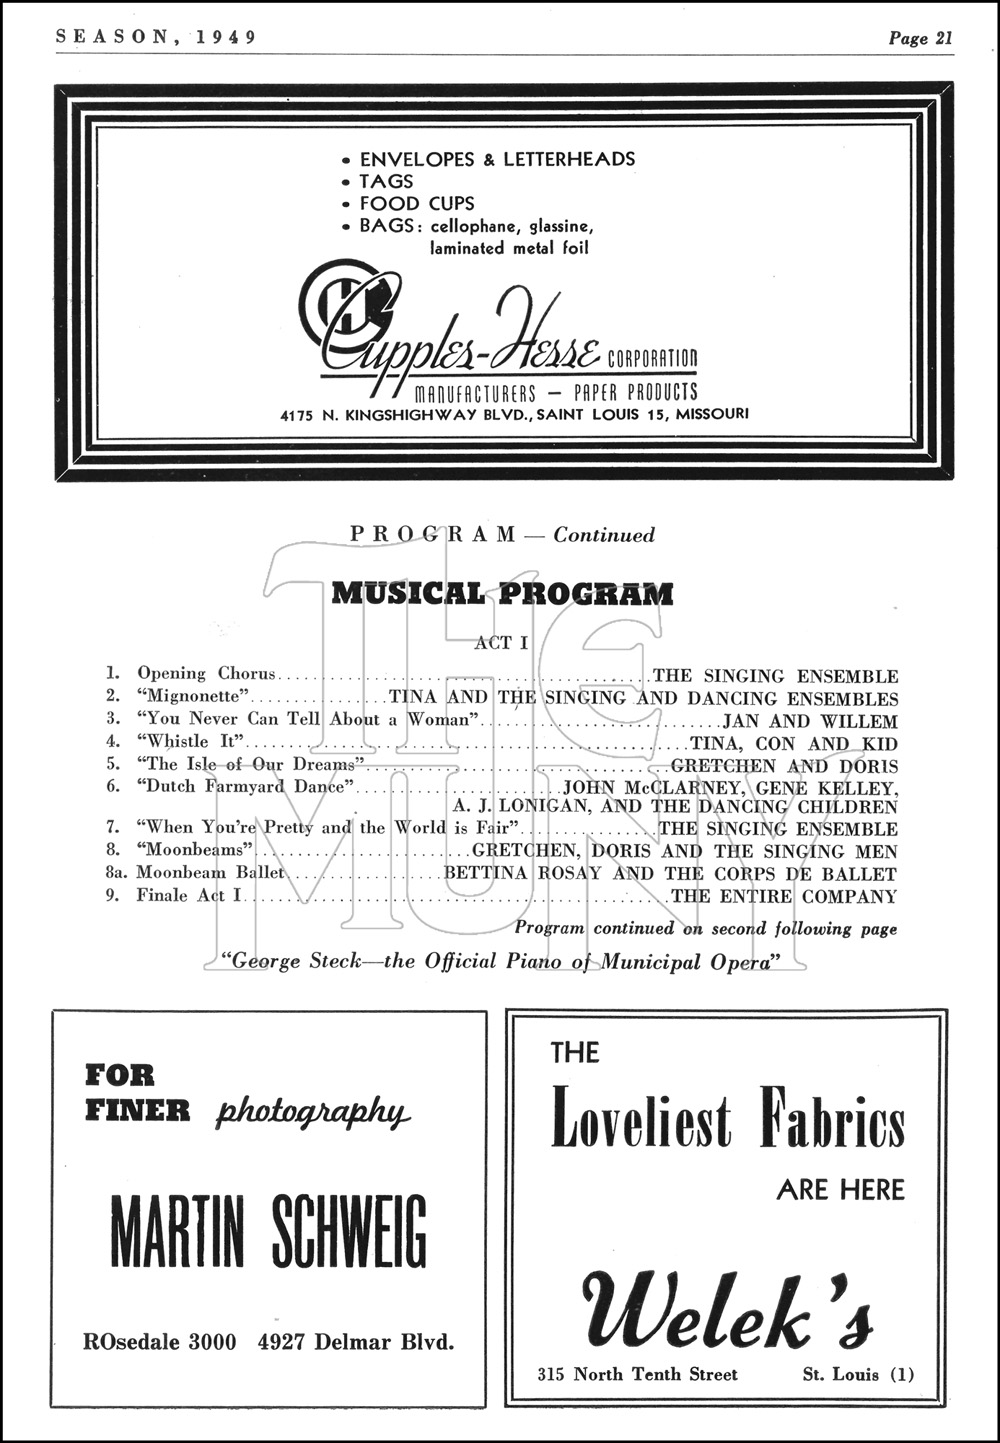 SEASON, 1949 Page 21
• ENVELOPES & LETTERHEADS
• TAGS
• FOOD CUPS
• BAGS: cellophane, glassine,
laminated metal foil
CH
Cupples-Hesse CORPORATION
MANUFACTURERS — PAPER PRODUCTS
4175 N. KINGSHIGHWAY BLVD., SAINT LOUIS 15, MISSOURI
PROGRAM — Continued
MUSICAL PROGRAM
ACT I
1. Opening Chorus THE SINGING ENSEMBLE
2. “Mignonette” TINA AND THE SINGING AND DANCING ENSEMBLES
3. “You Never Can Tell About a Woman” JAN AND WILLEM
4. “Whistle It” TINA, CON AND KID
5. “The Isle of Our Dreams” GRETCHEN AND DORIS
6. “Dutch Farmyard Dance” JOHN McCLARNEY, GENE KELLEY,
A. J. LONIGAN, AND THE DANCING CHILDREN
7. “When You're Pretty and the World is Fair” THE SINGING ENSEMBLE
8. “Moonbeams” GRETCHEN, DORIS AND THE SINGING MEN
8a. Moonbeam Ballet BETTINA ROSAY AND THE CORPS DE BALLET
9. Finale Act I THE ENTIRE COMPANY
Program continued on second following page
“George Steck—the Official Piano of Municipal Opera”
THE
MUNY
FOR
FINER photography
MARTIN SCHWEIG
ROsedale 3000 4927 Delmar Blvd.
THE
Loveliest Fabrics
ARE HERE
Welek's
315 North Tenth Street St. Louis (1)